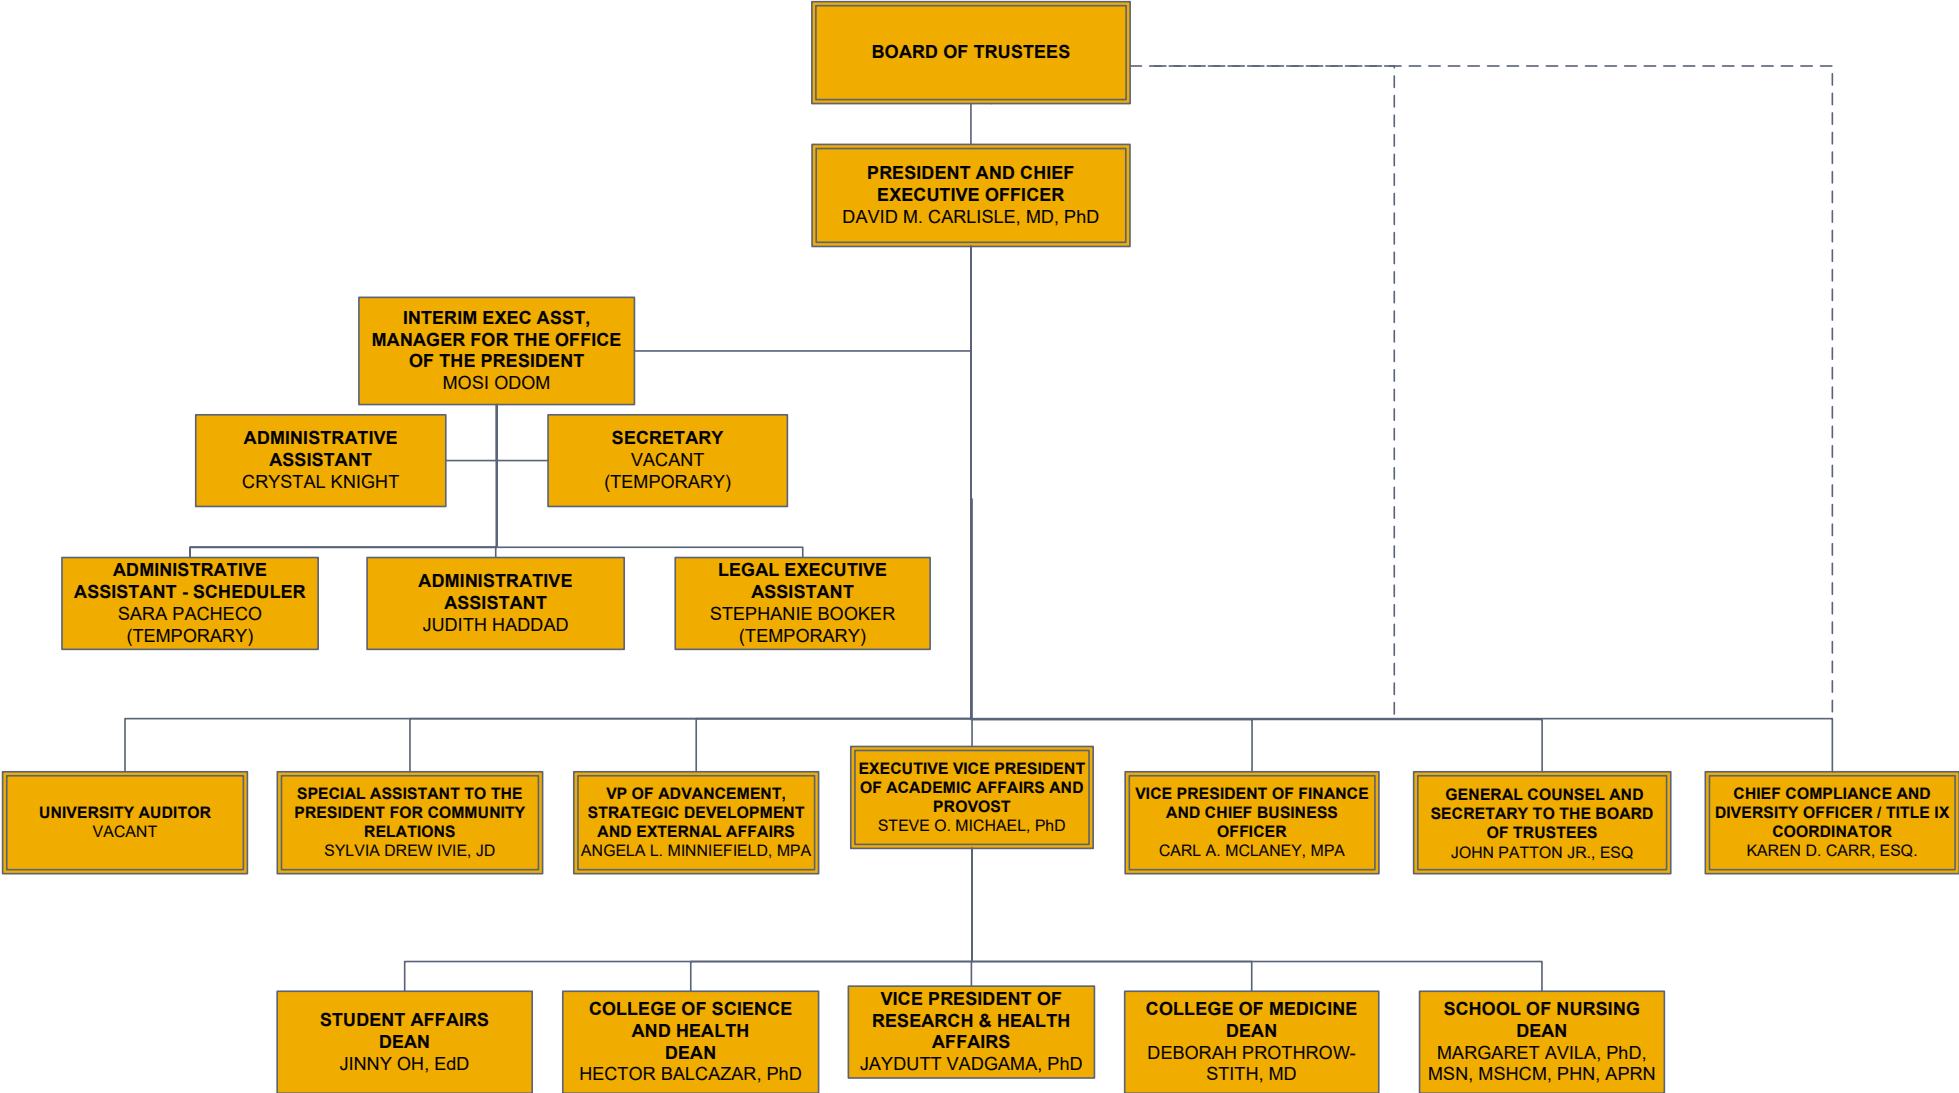 BOARD OF TRUSTEES
PRESIDENT AND CHIEF
EXECUTIVE OFFICER
DAVID M. CARLISLE, MD, PhD
INTERIM EXEC ASST,
MANAGER FOR THE OFFICE
OF THE PRESIDENT
MOSI ODOM
ADMINISTRATIVE
ASSISTANT
CRYSTAL KNIGHT
SECRETARY
VACANT
(TEMPORARY)
ADMINISTRATIVE
ASSISTANT - SCHEDULER
SARA PACHECO
(TEMPORARY)
ADMINISTRATIVE
ASSISTANT
JUDITH HADDAD
LEGAL EXECUTIVE
ASSISTANT
STEPHANIE BOOKER
(TEMPORARY)
UNIVERSITY AUDITOR
VACANT
SPECIAL ASSISTANT TO THE
PRESIDENT FOR COMMUNITY
RELATIONS
SYLVIA DREW IVIE, JD
VP OF ADVANCEMENT,
STRATEGIC DEVELOPMENT
AND EXTERNAL AFFAIRS
ANGELA L. MINNIEFIELD, MPA
EXECUTIVE VICE PRESIDENT
OF ACADEMIC AFFAIRS AND
PROVOST
STEVE O. MICHAEL, PhD
VICE PRESIDENT OF FINANCE
AND CHIEF BUSINESS
OFFICER
CARL A. MCLANEY, MPA
GENERAL COUNSEL AND
SECRETARY TO THE BOARD
OF TRUSTEES
JOHN PATTON JR., ESQ
CHIEF COMPLIANCE AND
DIVERSITY OFFICER / TITLE IX
COORDINATOR
KAREN D. CARR, ESQ.
STUDENT AFFAIRS
DEAN
JINNY OH, EdD
COLLEGE OF SCIENCE
AND HEALTH
DEAN
HECTOR BALCAZAR, PhD
VICE PRESIDENT OF
RESEARCH & HEALTH
AFFAIRS
JAYDUTT VADGAMA, PhD
COLLEGE OF MEDICINE
DEAN
DEBORAH PROTHROW-
STITH, MD
SCHOOL OF NURSING
DEAN
MARGARET AVILA, PhD,
MSN, MSHCM, PHN, APRN